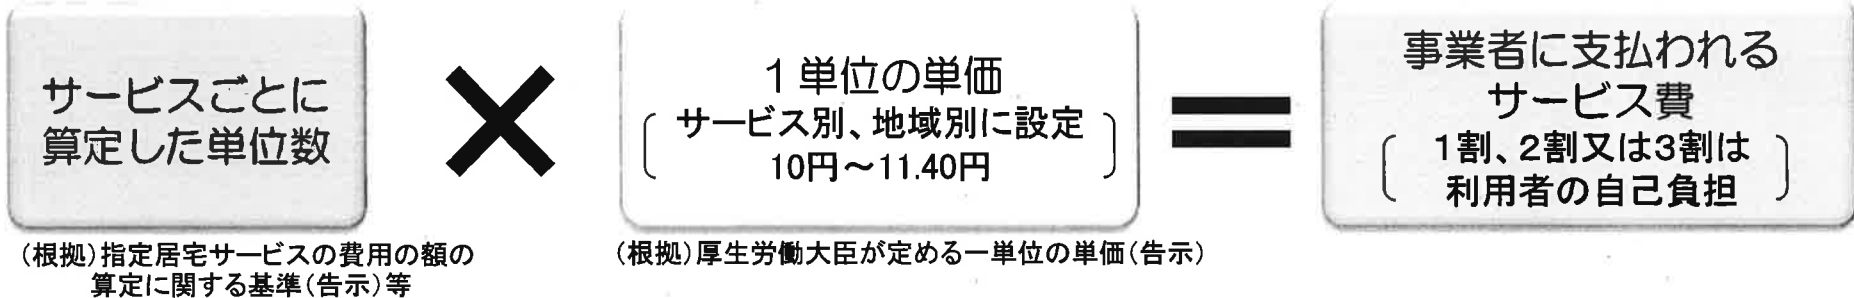 サービスごとに
算定した単位数
×
1単位の単価
サービス別、地域別に設定
10円～11.40円
＝
事業者に支払われる
サービス費
1割、2割又は3割は
利用者の自己負担
(根拠)指定居宅サービスの費用の額の
算定に関する基準(告示)等
(根拠)厚生労働大臣が定める一単位の単価(告示)